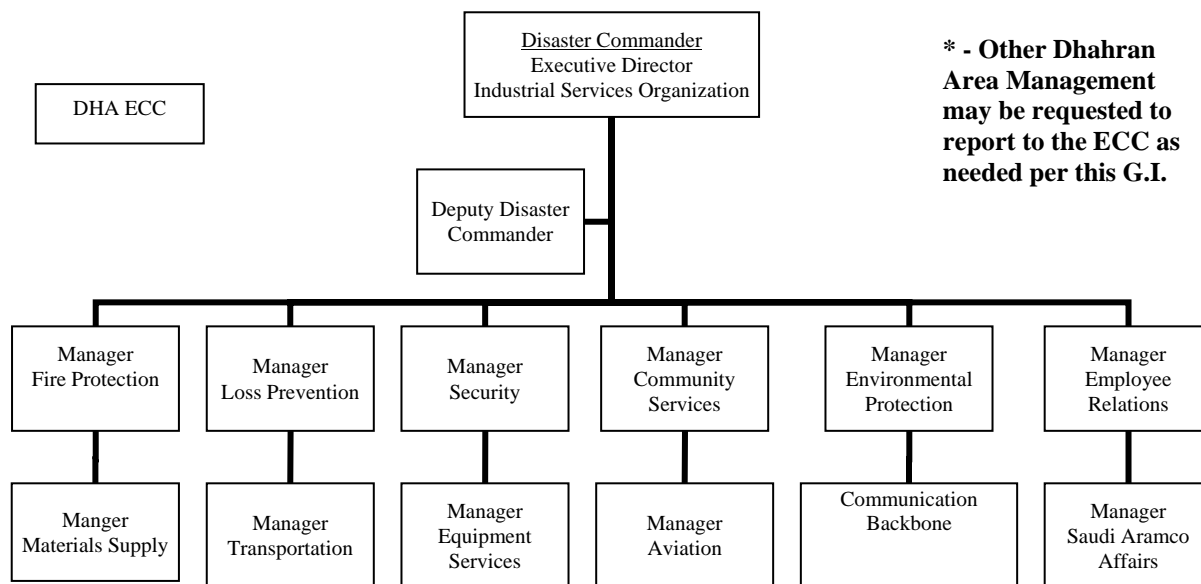 Disaster Commander
Executive Director
Industrial Services Organization
DHA ECC
* - Other Dhahran
Area Management
may be requested to
report to the ECC as
needed per this G.I.
Deputy Disaster
Commander
Manager
Fire Protection
Manager
Loss Prevention
Manager
Security
Manager
Community
Services
Manager
Environmental
Protection
Manager
Employee
Relations
Manger
Materials Supply
Manager
Transportation
Manager
Equipment
Services
Manager
Aviation
Communication
Backbone
Manager
Saudi Aramco
Affairs